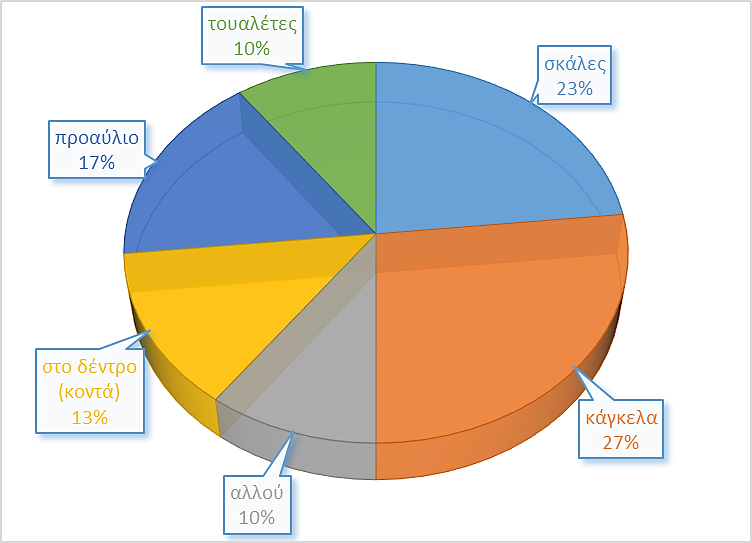 τουαλέτες
10%
σκάλες
23%
προαύλιο
17%
στο δέντρο
(κοντά)
13%
κάγκελα
27%
αλλού
10%